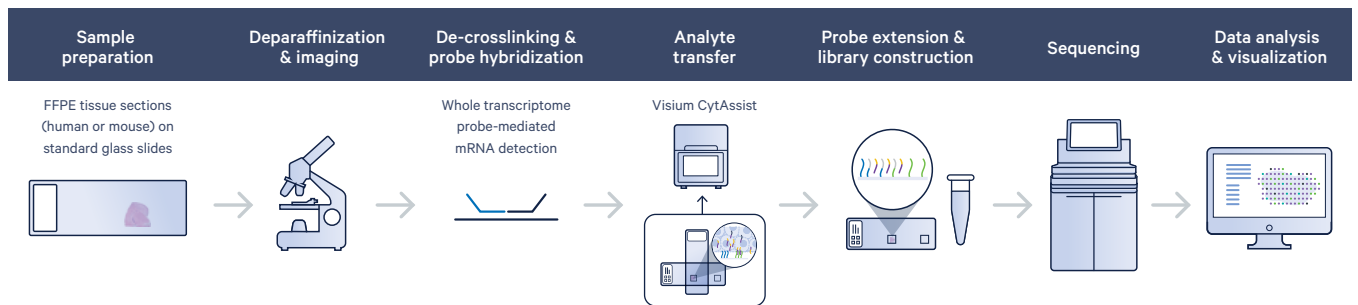 Sample
preparation
Deparaffinization
& imaging
De-crosslinking &
probe hybridization
Analyte
transfer
Probe extension &
library construction
Sequencing
Data analysis
& visualization
FFPE tissue sections
(human or mouse) on
standard glass slides
Whole transcriptome
probe-mediated
mRNA detection
Visium CytAssist